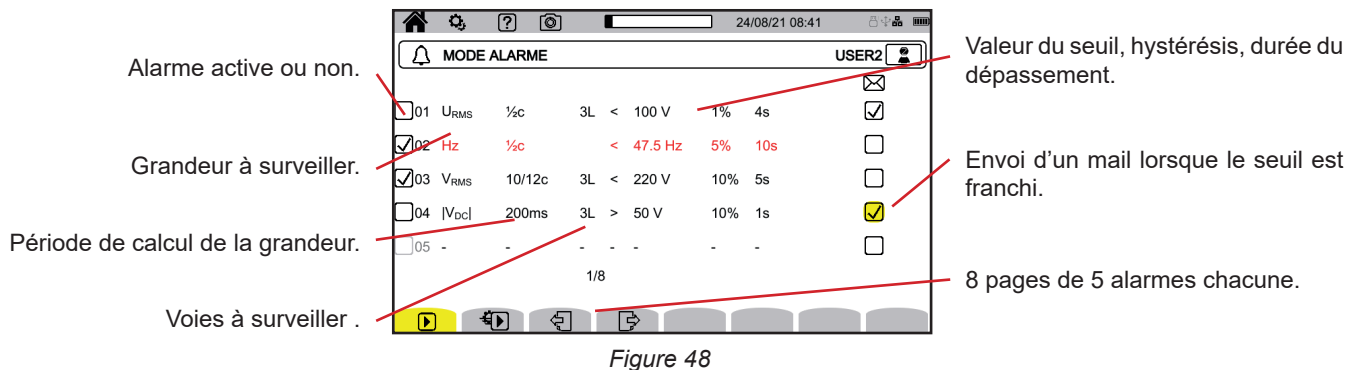 24/08/21 08:41
MODE ALARME USER2
01 URMS ½c 3L < 100 V 1% 4s
02 Hz ½c < 47.5 Hz 5% 10s
03 VRMS 10/12c 3L < 220 V 10% 5s
04 |VDC| 200ms 3L > 50 V 10% 1s
05 - - - - - - -
1/8
Alarme active ou non.
Grandeur à surveiller.
Période de calcul de la grandeur.
Voies à surveiller .
Valeur du seuil, hystérésis, durée du
dépassement.
Envoi d’un mail lorsque le seuil est
franchi.
8 pages de 5 alarmes chacune.
Figure 48